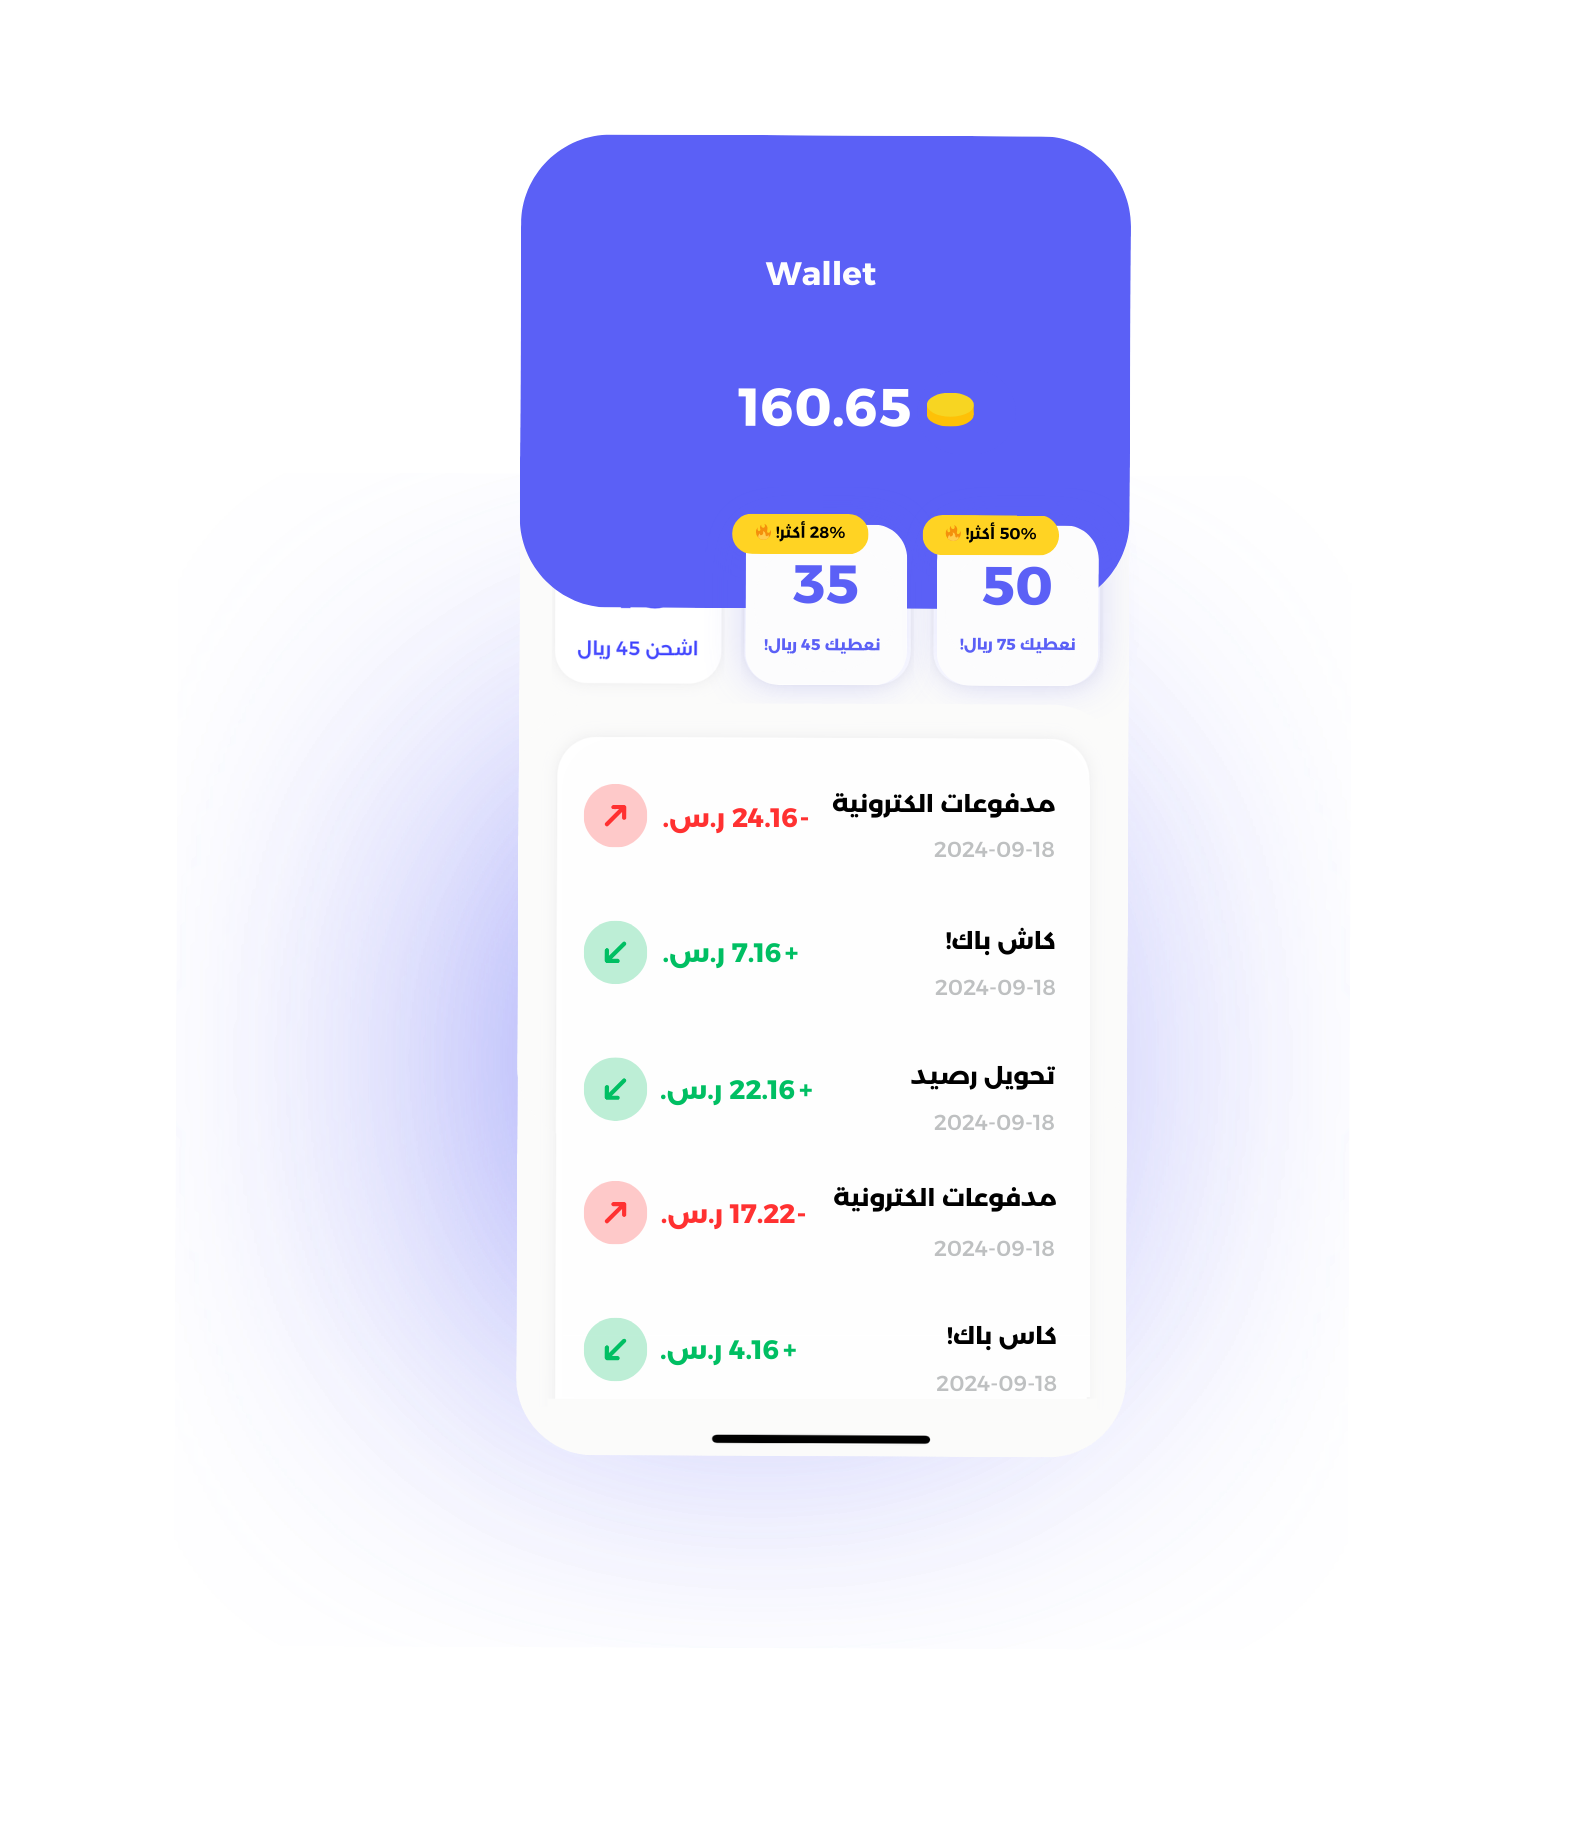 Wallet
160.65
50% أكثر!
28% أكثر!
50
35
نعطيك 75 ريال!
نعطيك 45 ريال!
اشحن 45 ريال
مدفوعات الكترونية
-24.16 ر.س.
2024-09-18
كاش باك!
+7.16 ر.س.
2024-09-18
تحويل رصيد
+22.16 ر.س.
2024-09-18
مدفوعات الكترونية
-17.22 ر.س.
2024-09-18
كاس باك!
+4.16 ر.س.
2024-09-18